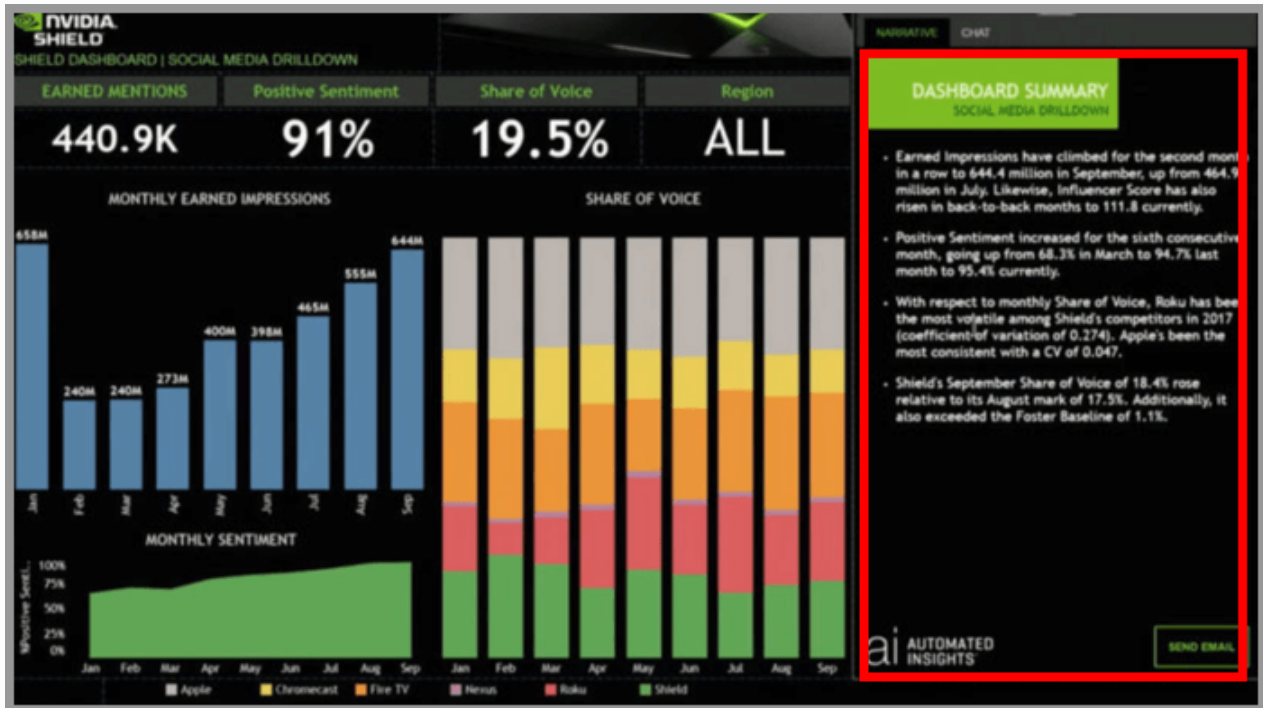 NVIDIA.
SHIELD
SHIELD DASHBOARD | SOCIAL MEDIA DRILLDOWN
EARNED MENTIONS
Positive Sentiment
Share of Voice
Region
440.9K
91%
19.5%
ALL
MONTHLY EARNED IMPRESSIONS
658M
240M
240M
273M
400M
398M
465M
555M
644M
Jan
Feb
Mar
Apr
May
Jun
Jul
Aug
Sep
MONTHLY SENTIMENT
%Positive Senti..
100%
75%
50%
25%
0%
Jan Feb Mar Apr May Jun Jul Aug Sep
SHARE OF VOICE
Jan Feb Mar Apr May Jun Jul Aug Sep
Apple Chromecast Fire TV Nexus Roku Shield
NARRATIVE CHAT
DASHBOARD SUMMARY
SOCIAL MEDIA DRILLDOWN
• Earned Impressions have climbed for the second month
in a row to 644.4 million in September, up from 464.9
million in July. Likewise, Influencer Score has also
risen in back-to-back months to 111.8 currently.
• Positive Sentiment increased for the sixth consecutive
month, going up from 68.3% in March to 94.7% last
month to 95.4% currently.
• With respect to monthly Share of Voice, Roku has bee
the most volatile among Shield's competitors in 2017
(coefficient of variation of 0.274). Apple's been the
most consistent with a CV of 0.047.
• Shield's September Share of Voice of 18.4% rose
relative to its August mark of 17.5%. Additionally, it
also exceeded the Foster Baseline of 1.1%.
ai AUTOMATED
INSIGHTS
SEND EMAIL